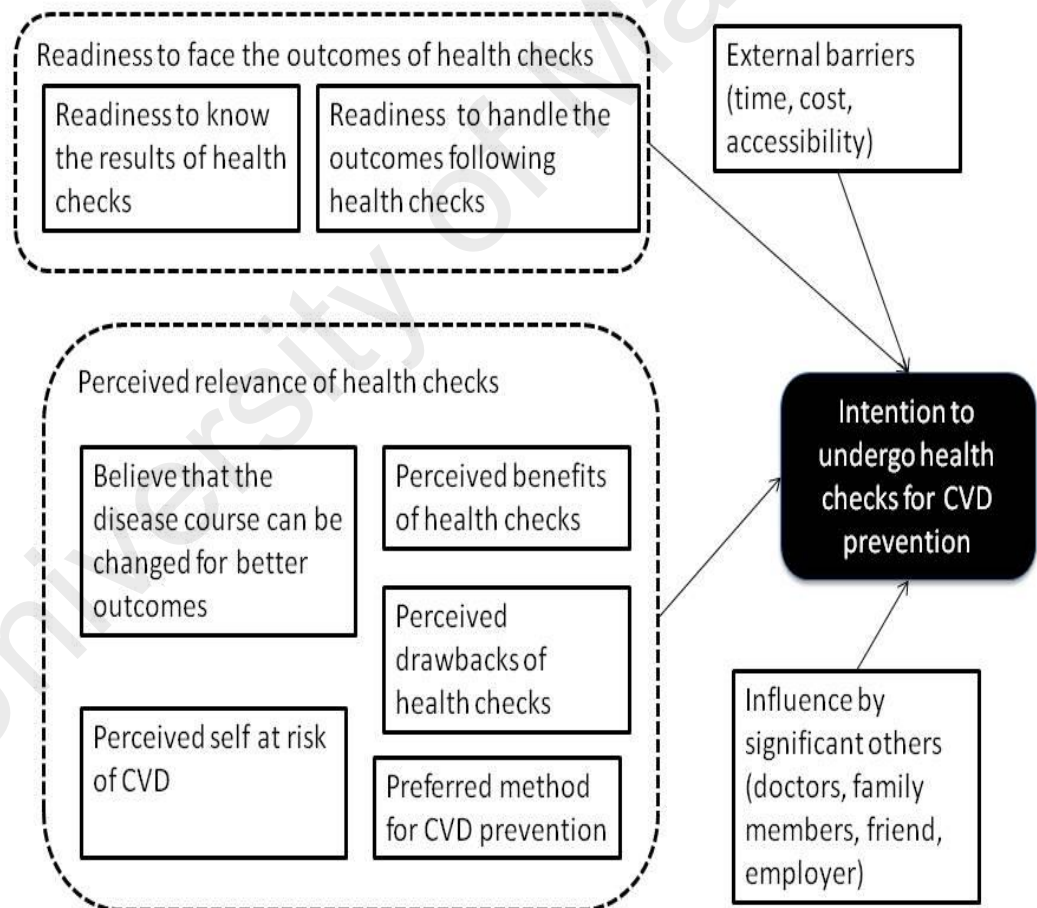 Readiness to face the outcomes of health checks
Readiness to know
the results of health
checks
Readiness to handle the
outcomes following
health checks
External barriers
(time, cost,
accessibility)
Perceived relevance of health checks
Believe that the
disease course can be
changed for better
outcomes
Perceived benefits
of health checks
Perceived
drawbacks of
health checks
Perceived self at risk
of CVD
Preferred method
for CVD prevention
Intention to
undergo health
checks for CVD
prevention
Influence by
significant others
(doctors, family
members, friend,
employer)
University of Ma